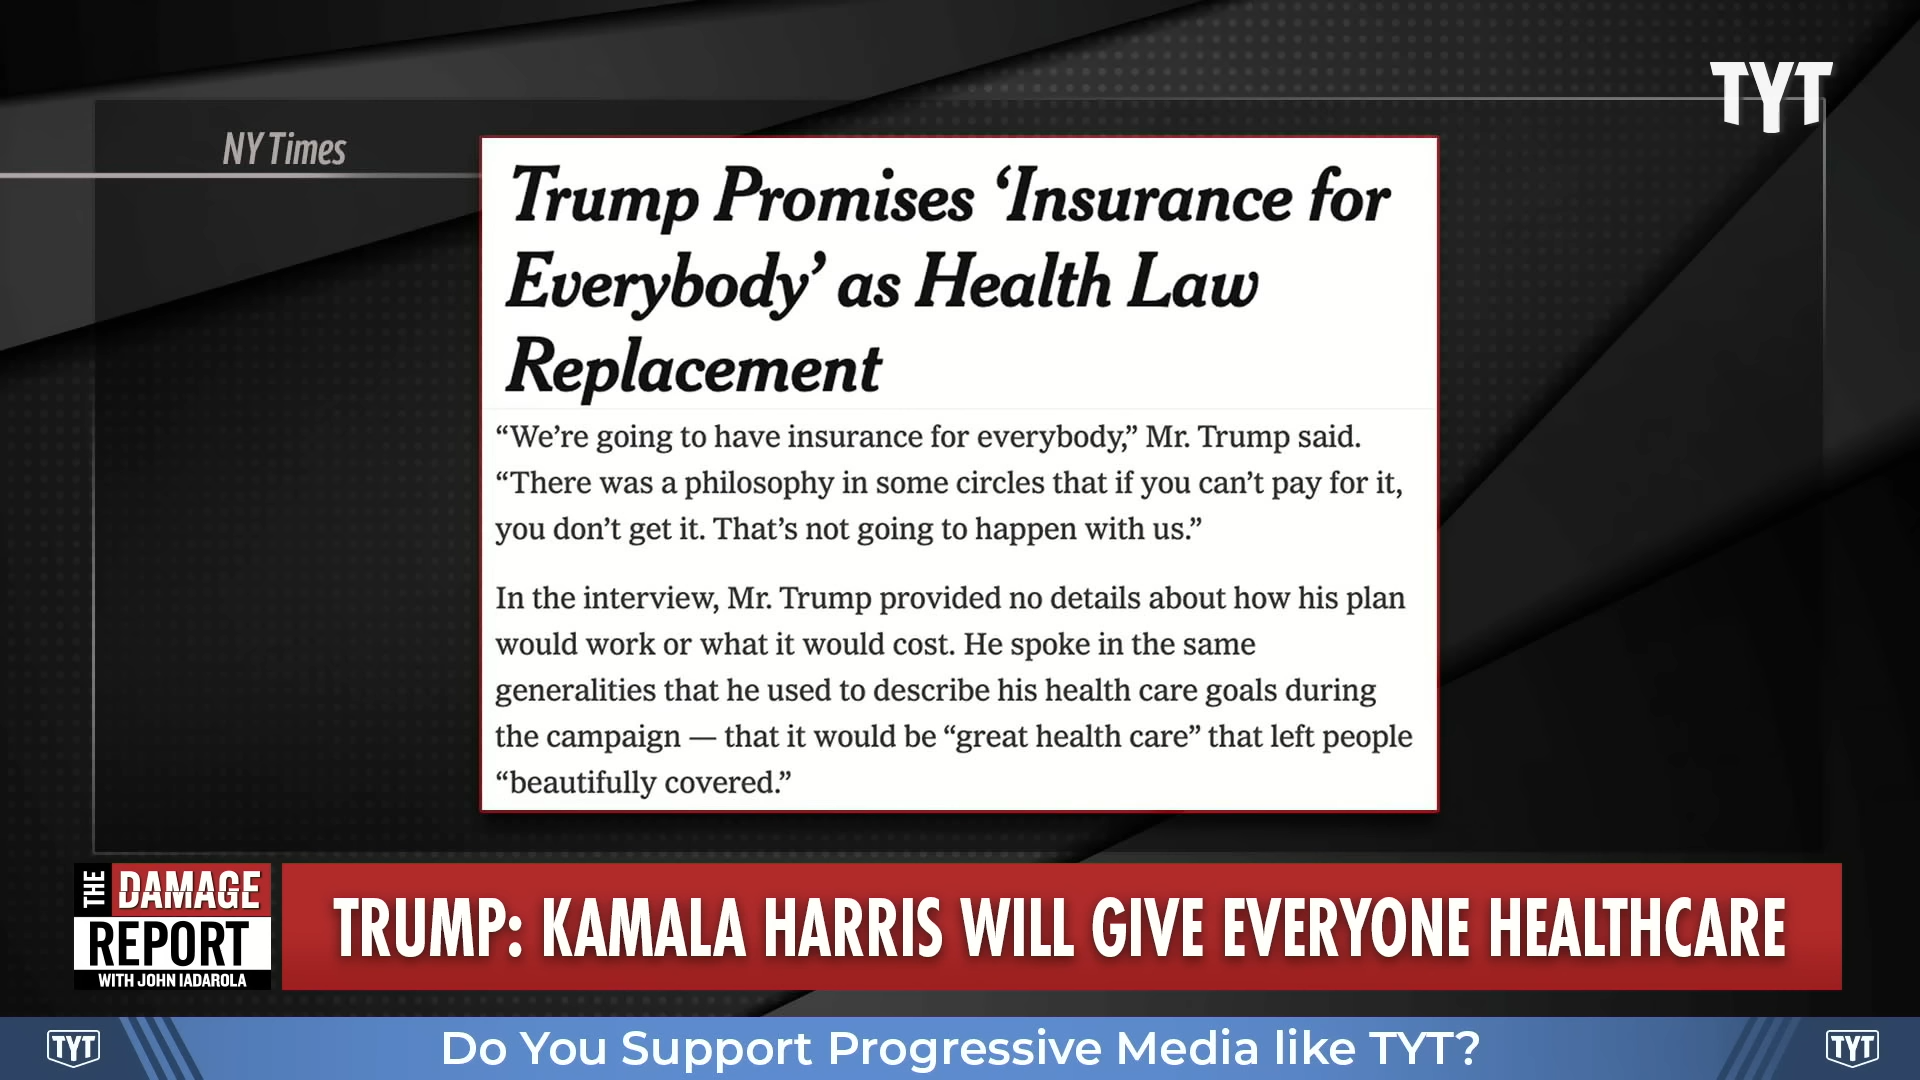 TYT
NY Times
Trump Promises ‘Insurance for
Everybody’ as Health Law
Replacement
“We’re going to have insurance for everybody,” Mr. Trump said.
“There was a philosophy in some circles that if you can’t pay for it,
you don’t get it. That’s not going to happen with us.”
In the interview, Mr. Trump provided no details about how his plan
would work or what it would cost. He spoke in the same
generalities that he used to describe his health care goals during
the campaign — that it would be “great health care” that left people
“beautifully covered.”
THE DAMAGE
REPORT
WITH JOHN IADAROLA
TRUMP: KAMALA HARRIS WILL GIVE EVERYONE HEALTHCARE
TYT Do You Support Progressive Media like TYT? TYT